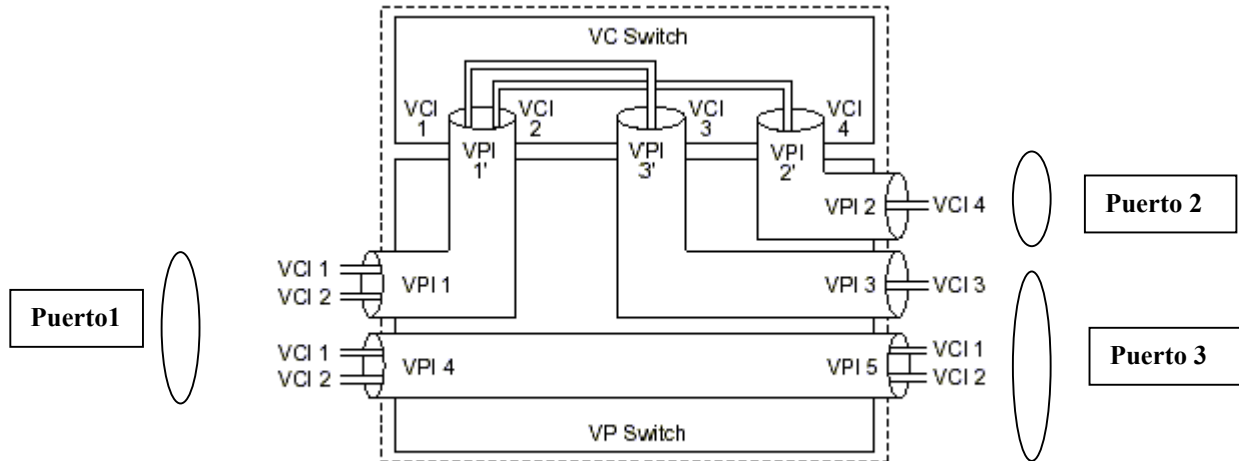 VC Switch
VCI
1
VCI
2
VCI
3
VCI
4
VPI
1'
VPI
3'
VPI
2'
VPI 2
VCI 4
Puerto 2
VCI 1
VCI 2
VPI 1
VPI 3
VCI 3
Puerto1
VCI 1
VCI 2
VPI 4
VPI 5
VCI 1
VCI 2
Puerto 3
VP Switch